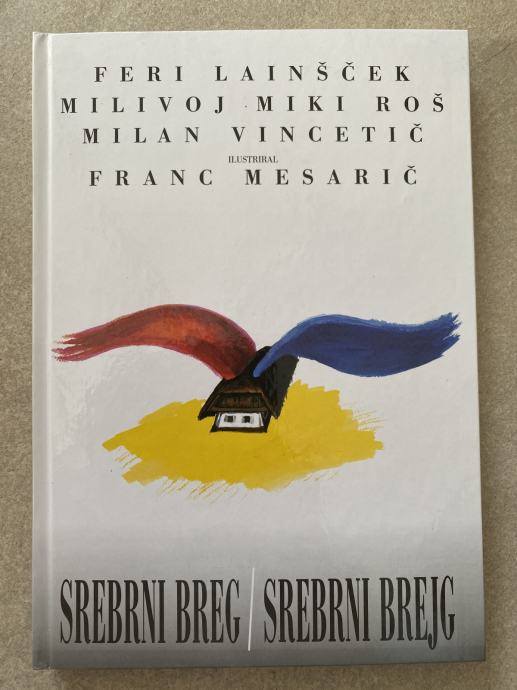 FERI LAINŠČEK
MILIVOJ MIKI ROŠ
MILAN VINCETIČ
ILUSTRIRAL
FRANC MESARIČ
SREBRNI BREG / SREBRNI BREJG